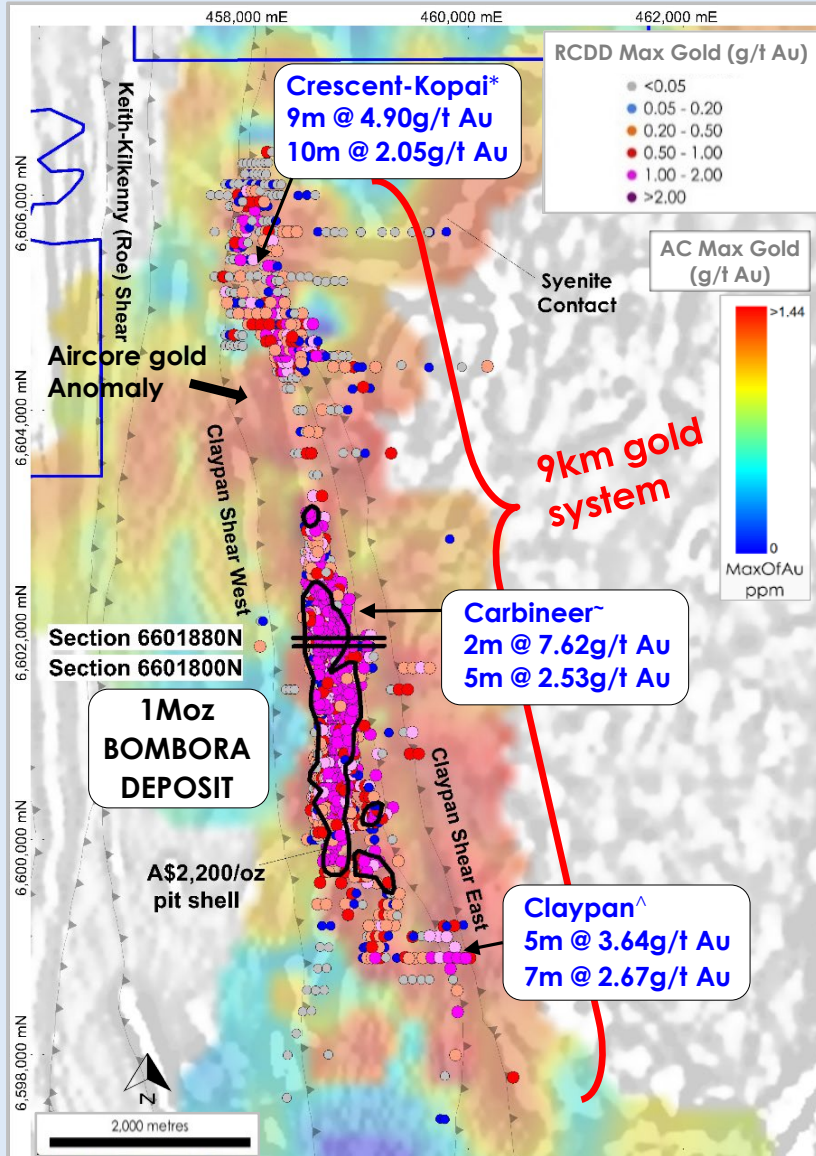 458,000 mE
460,000 mE
462,000 mE
RCDD Max Gold (g/t Au)
<0.05
0.05 - 0.20
0.20 - 0.50
0.50 - 1.00
1.00 - 2.00
>2.00
Crescent-Kopai*
9m @ 4.90g/t Au
10m @ 2.05g/t Au
Keith-Kilkenny (Roe) Shear
6,606,000 mN
AC Max Gold
(g/t Au)
>1.44
0
MaxOfAu
ppm
Syenite
Contact
Aircore gold
Anomaly
6,604,000 mN
Claypan Shear West
9km gold
system
Carbineer~
2m @ 7.62g/t Au
5m @ 2.53g/t Au
6,602,000 mN
Section 6601880N
Section 6601800N
1Moz
BOMBORA
DEPOSIT
Claypan Shear East
6,600,000 mN
A$2,200/oz
pit shell
Claypan^
5m @ 3.64g/t Au
7m @ 2.67g/t Au
6,598,000 mN
N
2,000 metres